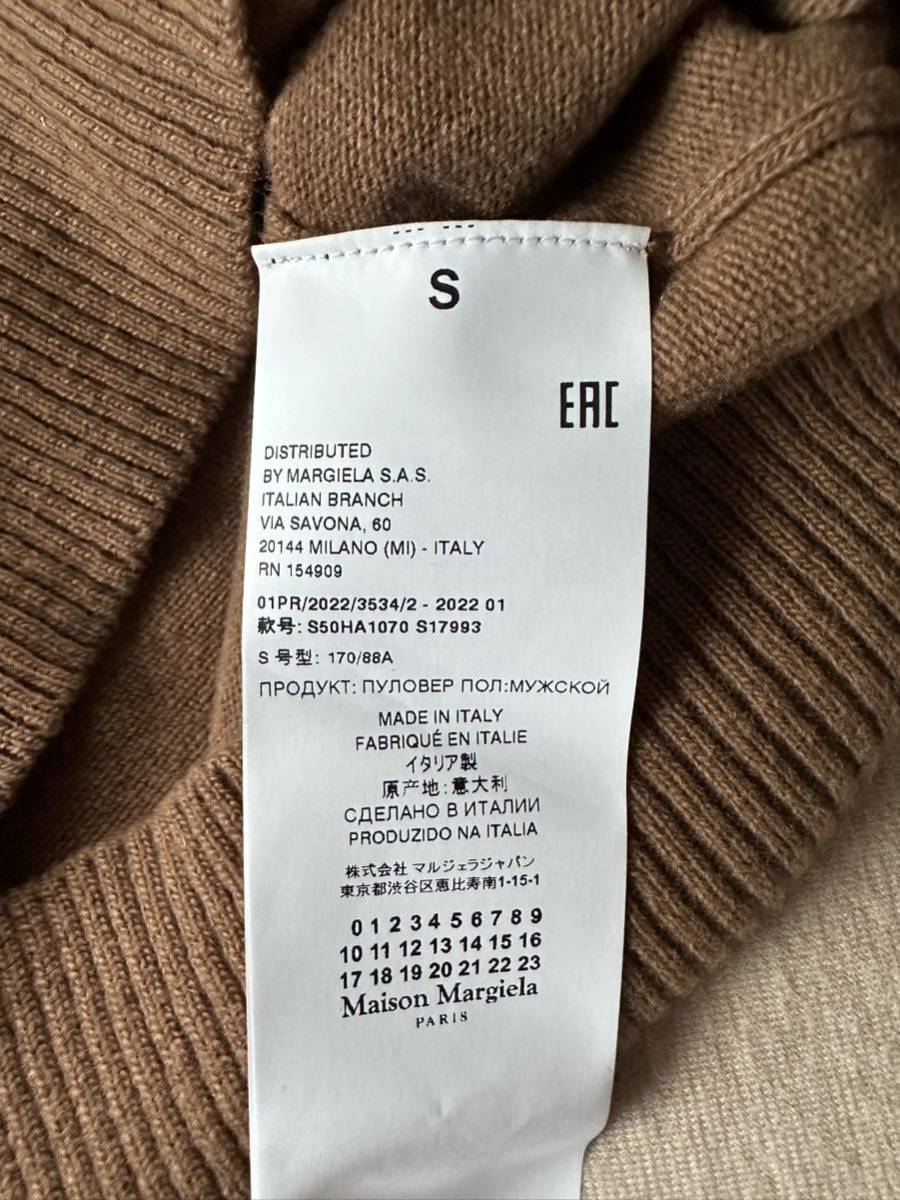 S
EAC
DISTRIBUTED
BY MARGIELA S.A.S.
ITALIAN BRANCH
VIA SAVONA, 60
20144 MILANO (MI) - ITALY
RN 154909
01PR/2022/3534/2 - 2022 01
款号: S50HA1070 S17993
S 号型: 170/88A
ПРОДУКТ: ПУЛОВЕР ПОЛ:МУЖСКОЙ
MADE IN ITALY
FABRIQUÉ EN ITALIE
イタリア製
原产地:意大利
СДЕЛАНО В ИТАЛИИ
PRODUZIDO NA ITALIA
株式会社 マルジェラジャパン
東京都渋谷区恵比寿南1-15-1
0 1 2 3 4 5 6 7 8 9
10 11 12 13 14 15 16
17 18 19 20 21 22 23
Maison Margiela
PARIS